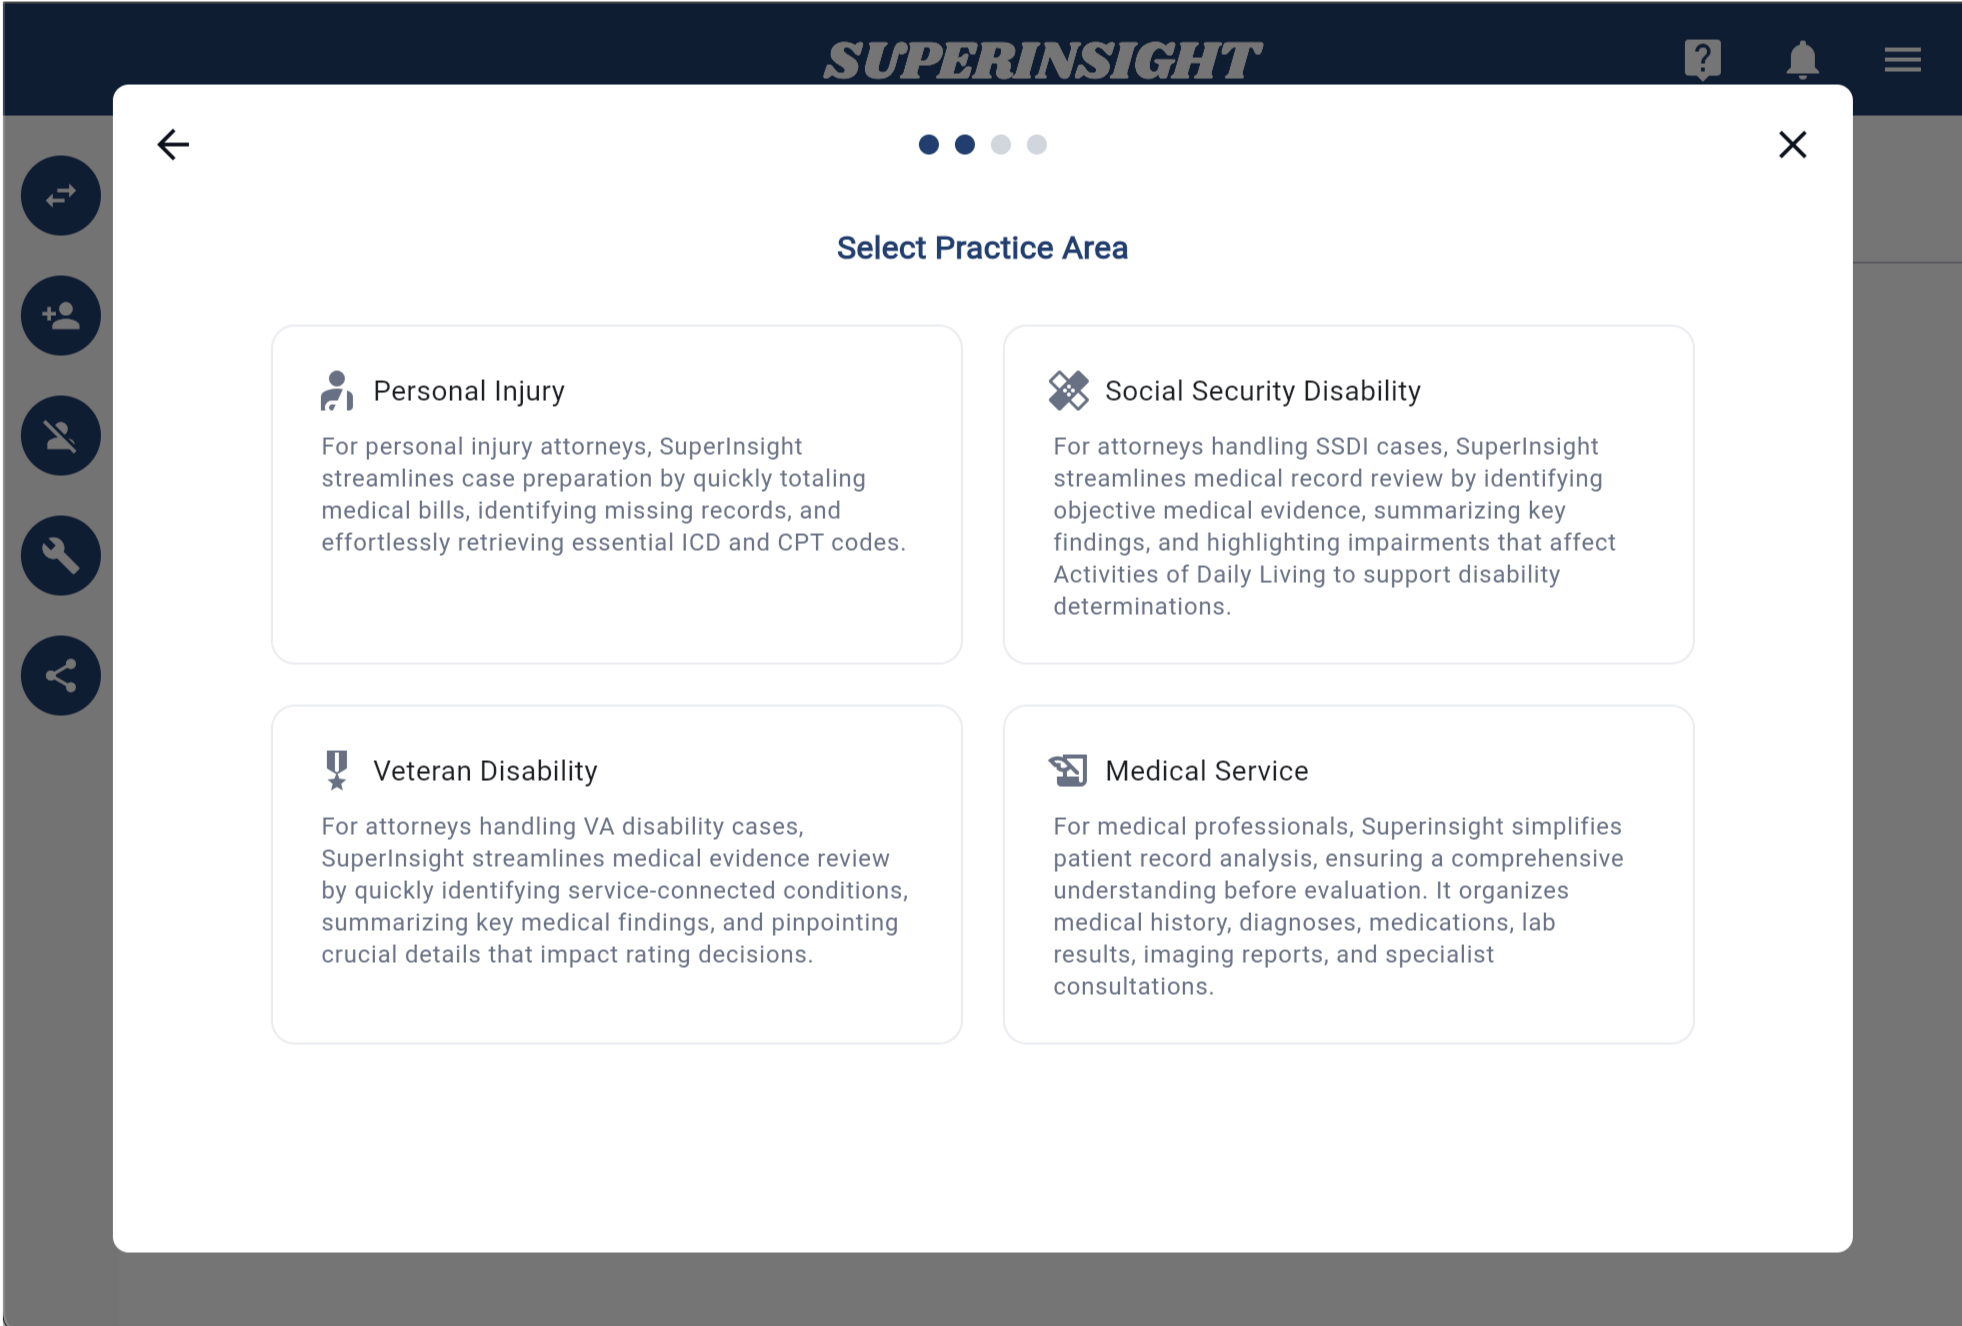 SUPERINSIGHT
Select Practice Area
Personal Injury
For personal injury attorneys, SuperInsight
streamlines case preparation by quickly totaling
medical bills, identifying missing records, and
effortlessly retrieving essential ICD and CPT codes.
Social Security Disability
For attorneys handling SSDI cases, SuperInsight
streamlines medical record review by identifying
objective medical evidence, summarizing key
findings, and highlighting impairments that affect
Activities of Daily Living to support disability
determinations.
Veteran Disability
For attorneys handling VA disability cases,
SuperInsight streamlines medical evidence review
by quickly identifying service-connected conditions,
summarizing key medical findings, and pinpointing
crucial details that impact rating decisions.
Medical Service
For medical professionals, Superinsight simplifies
patient record analysis, ensuring a comprehensive
understanding before evaluation. It organizes
medical history, diagnoses, medications, lab
results, imaging reports, and specialist
consultations.